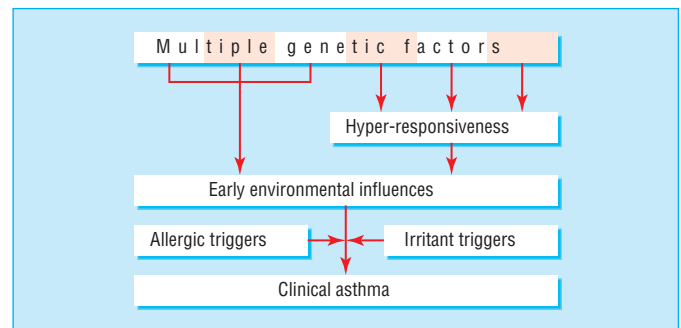 Multiple genetic factors
Hyper-responsiveness
Early environmental influences
Allergic triggers
Irritant triggers
Clinical asthma